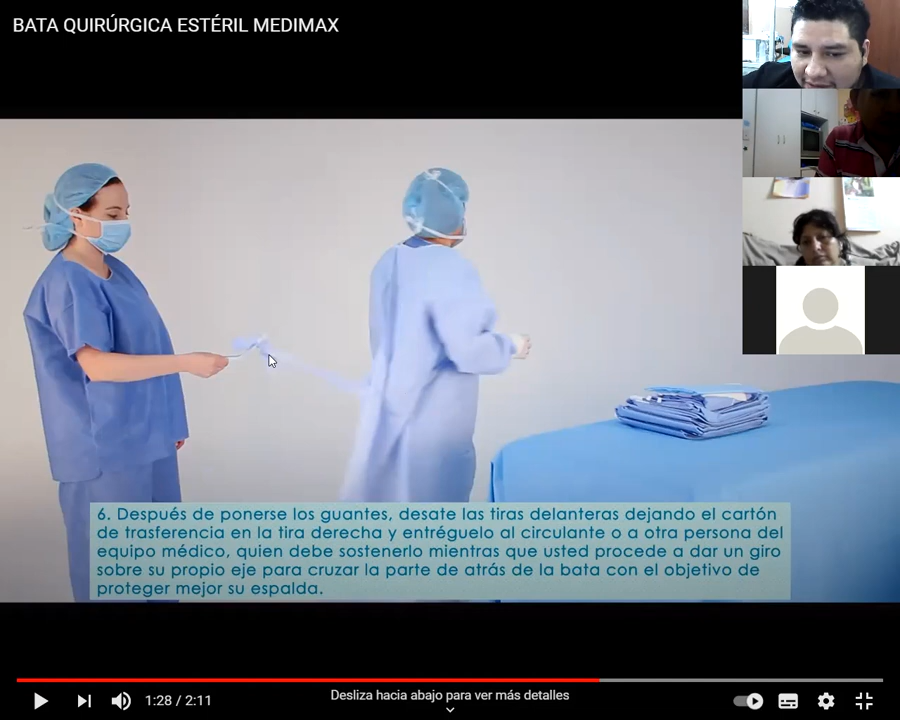 BATA QUIRÚRGICA ESTÉRIL MEDIMAX
6. Después de ponerse los guantes, desate las tiras delanteras dejando el cartón
de trasferencia en la tira derecha y entréguelo al circulante o a otra persona del
equipo médico, quien debe sostenerlo mientras que usted procede a dar un giro
sobre su propio eje para cruzar la parte de atrás de la bata con el objetivo de
proteger mejor su espalda.
1:28 / 2:11
Desliza hacia abajo para ver más detalles